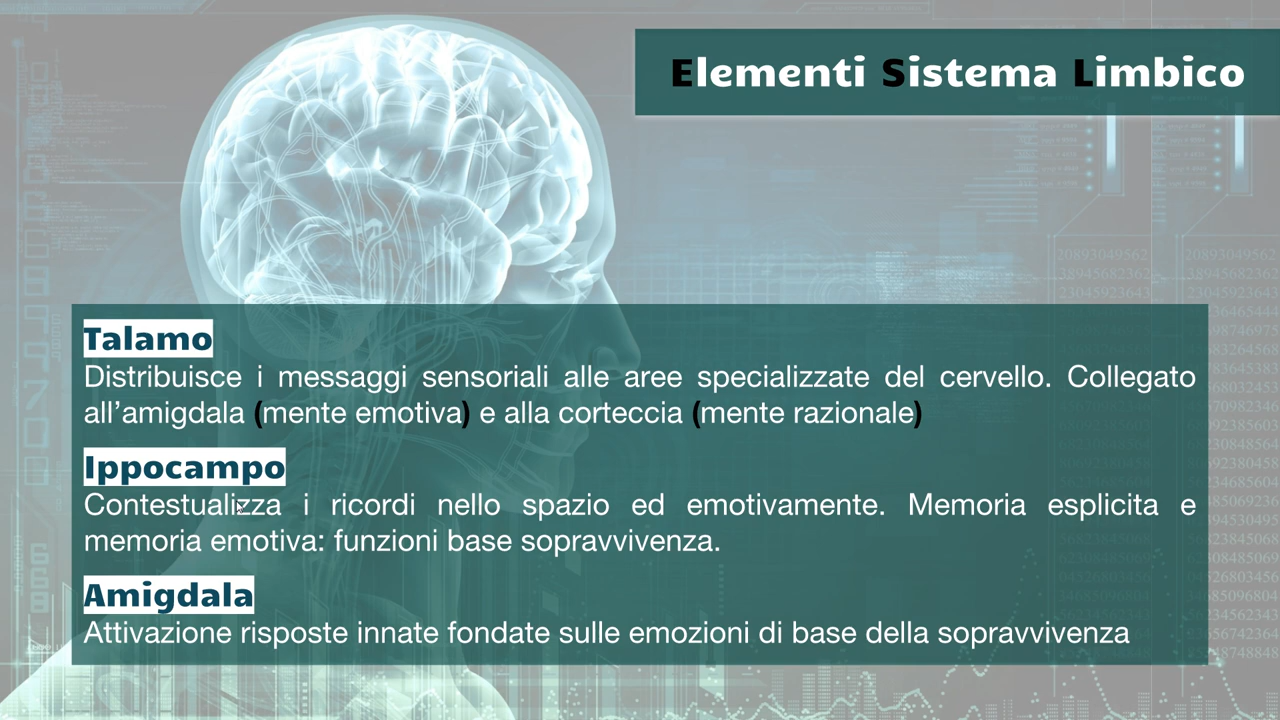 Elementi Sistema Limbico
Talamo
Distribuisce i messaggi sensoriali alle aree specializzate del cervello. Collegato
all’amigdala (mente emotiva) e alla corteccia (mente razionale)
Ippocampo
Contestualizza i ricordi nello spazio ed emotivamente. Memoria esplicita e
memoria emotiva: funzioni base sopravvivenza.
Amigdala
Attivazione risposte innate fondate sulle emozioni di base della sopravvivenza